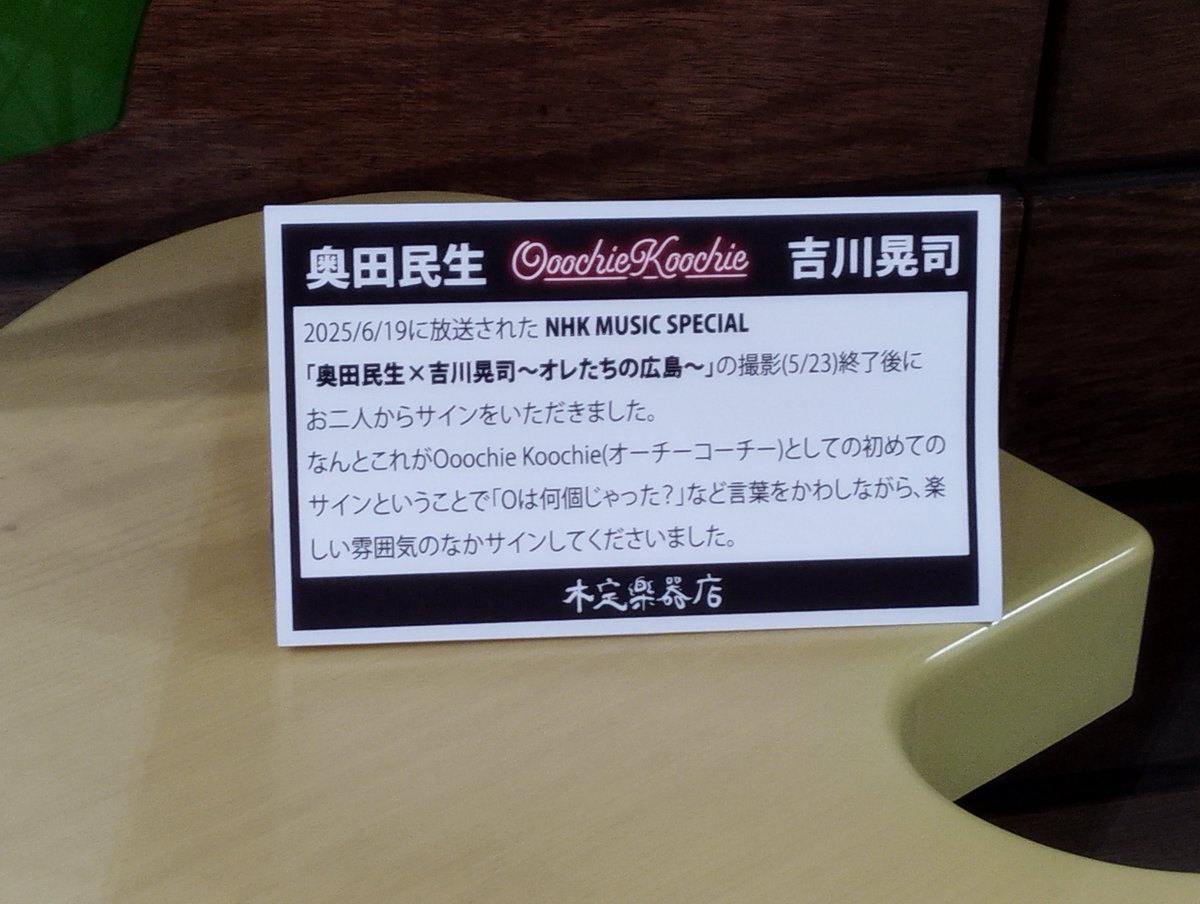 奥田民生 OoochieKoochie 吉川晃司
2025/6/19に放送された NHK MUSIC SPECIAL
「奥田民生×吉川晃司～オレたちの広島～」の撮影(5/23)終了後に
お二人からサインをいただきました。
なんとこれがOoochie Koochie(オーチーコーチー)としての初めての
サインということで「Oは何個じゃった?」など言葉をかわしながら、楽
しい雰囲気のなかサインしてくださいました。
木定楽器店